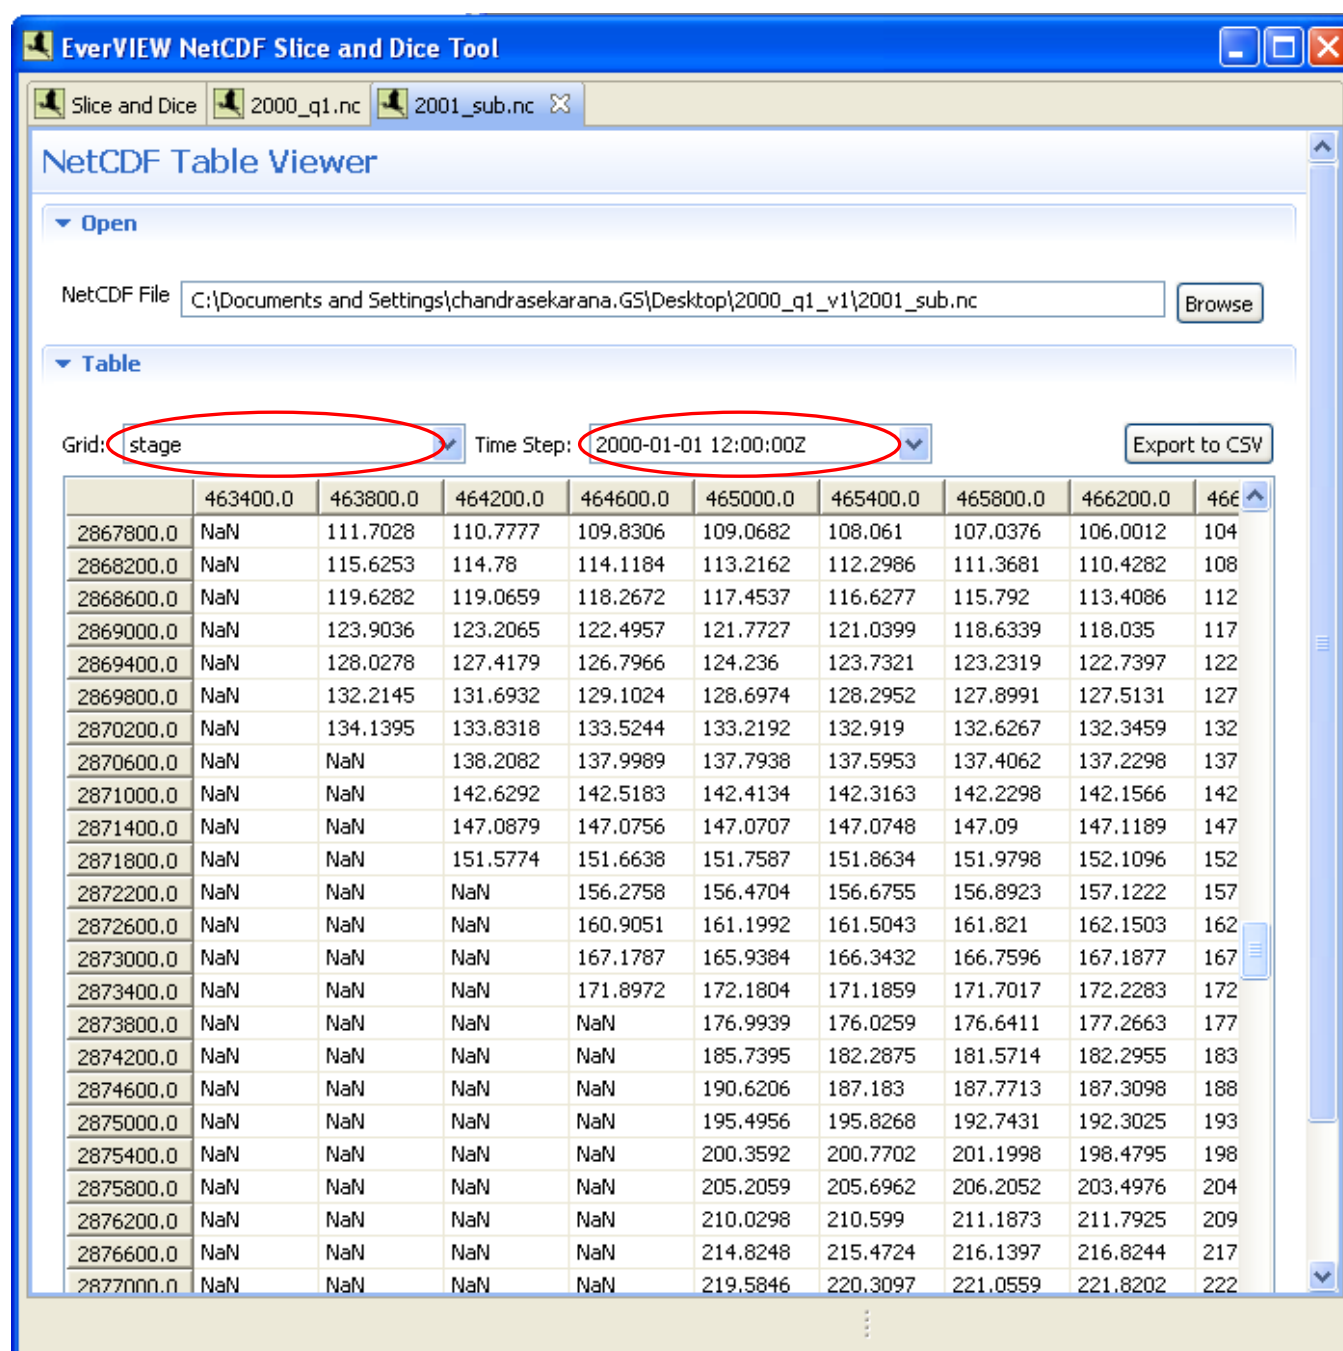 EverVIEW NetCDF Slice and Dice Tool
Slice and Dice 2000_q1.nc 2001_sub.nc
NetCDF Table Viewer
Open
NetCDF File C:\Documents and Settings\chandrasekarana.GS\Desktop\2000_q1_v1\2001_sub.nc Browse
Table
Grid: stage Time Step: 2000-01-01 12:00:00Z Export to CSV
463400.0 463800.0 464200.0 464600.0 465000.0 465400.0 465800.0 466200.0 466
2867800.0 NaN 111.7028 110.7777 109.8306 109.0682 108.061 107.0376 106.0012 104
2868200.0 NaN 115.6253 114.78 114.1184 113.2162 112.2986 111.3681 110.4282 108
2868600.0 NaN 119.6282 119.0659 118.2672 117.4537 116.6277 115.792 113.4086 112
2869000.0 NaN 123.9036 123.2065 122.4957 121.7727 121.0399 118.6339 118.035 117
2869400.0 NaN 128.0278 127.4179 126.7966 124.236 123.7321 123.2319 122.7397 122
2869800.0 NaN 132.2145 131.6932 129.1024 128.6974 128.2952 127.8991 127.5131 127
2870200.0 NaN 134.1395 133.8318 133.5244 133.2192 132.919 132.6267 132.3459 132
2870600.0 NaN NaN 138.2082 137.9989 137.7938 137.5953 137.4062 137.2298 137
2871000.0 NaN NaN 142.6292 142.5183 142.4134 142.3163 142.2298 142.1566 142
2871400.0 NaN NaN 147.0879 147.0756 147.0707 147.0748 147.09 147.1189 147
2871800.0 NaN NaN 151.5774 151.6638 151.7587 151.8634 151.9798 152.1096 152
2872200.0 NaN NaN NaN 156.2758 156.4704 156.6755 156.8923 157.1222 157
2872600.0 NaN NaN NaN 160.9051 161.1992 161.5043 161.821 162.1503 162
2873000.0 NaN NaN NaN 167.1787 165.9384 166.3432 166.7596 167.1877 167
2873400.0 NaN NaN NaN 171.8972 172.1804 171.1859 171.7017 172.2283 172
2873800.0 NaN NaN NaN NaN 176.9939 176.0259 176.6411 177.2663 177
2874200.0 NaN NaN NaN NaN 185.7395 182.2875 181.5714 182.2955 183
2874600.0 NaN NaN NaN NaN 190.6206 187.183 187.7713 187.3098 188
2875000.0 NaN NaN NaN NaN 195.4956 195.8268 192.7431 192.3025 193
2875400.0 NaN NaN NaN NaN 200.3592 200.7702 201.1998 198.4795 198
2875800.0 NaN NaN NaN NaN 205.2059 205.6962 206.2052 203.4976 204
2876200.0 NaN NaN NaN NaN 210.0298 210.599 211.1873 211.7925 209
2876600.0 NaN NaN NaN NaN 214.8248 215.4724 216.1397 216.8244 217
2877000.0 NaN NaN NaN NaN 219.5846 220.3097 221.0559 221.8202 222